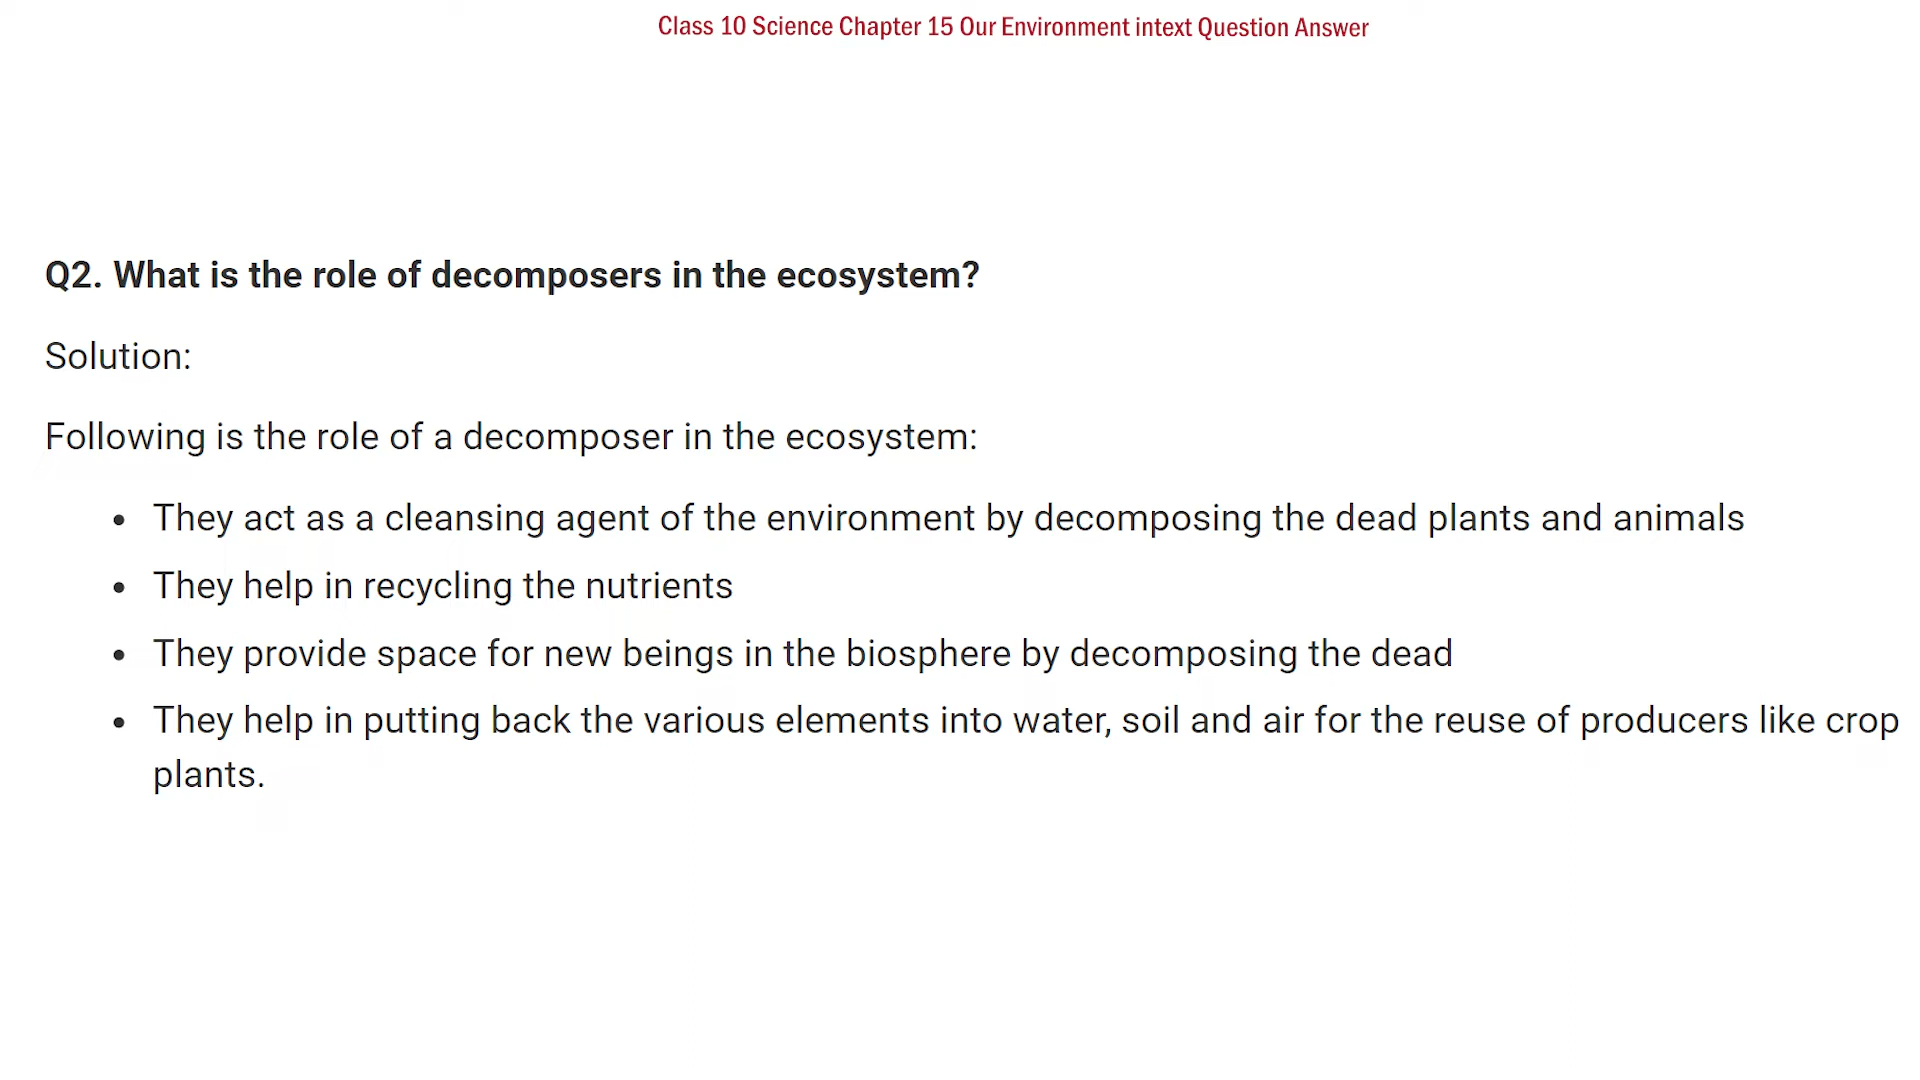 Class 10 Science Chapter 15 Our Environment intext Question Answer
Q2. What is the role of decomposers in the ecosystem?
Solution:
Following is the role of a decomposer in the ecosystem:
• They act as a cleansing agent of the environment by decomposing the dead plants and animals
• They help in recycling the nutrients
• They provide space for new beings in the biosphere by decomposing the dead
• They help in putting back the various elements into water, soil and air for the reuse of producers like crop
plants.